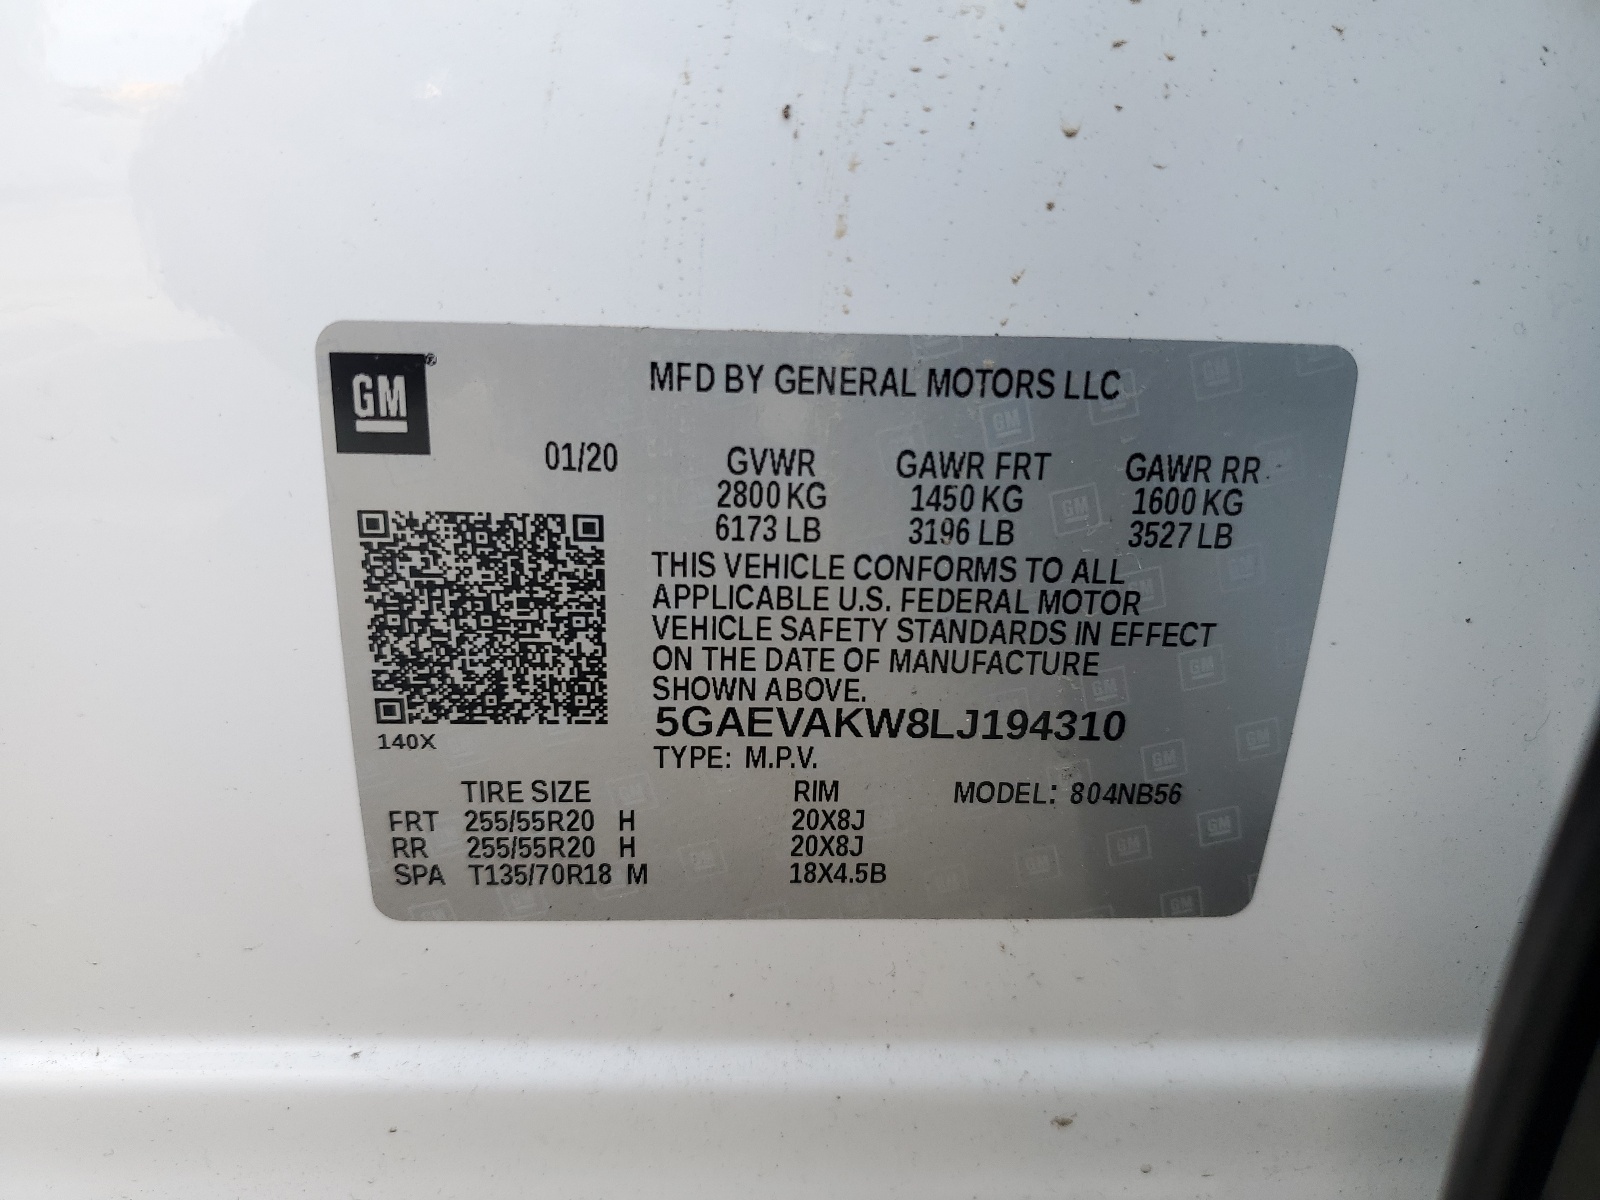 GM
MFD BY GENERAL MOTORS LLC
01/20 GVWR GAWR FRT GAWR RR
2800 KG 1450 KG 1600 KG
6173 LB 3196 LB 3527 LB
THIS VEHICLE CONFORMS TO ALL
APPLICABLE U.S. FEDERAL MOTOR
VEHICLE SAFETY STANDARDS IN EFFECT
ON THE DATE OF MANUFACTURE
SHOWN ABOVE.
5GAEVAKW8LJ194310
140X
TYPE: M.P.V.
TIRE SIZE RIM MODEL: 804NB56
FRT 255/55R20 H 20X8J
RR 255/55R20 H 20X8J
SPA T135/70R18 M 18X4.5B